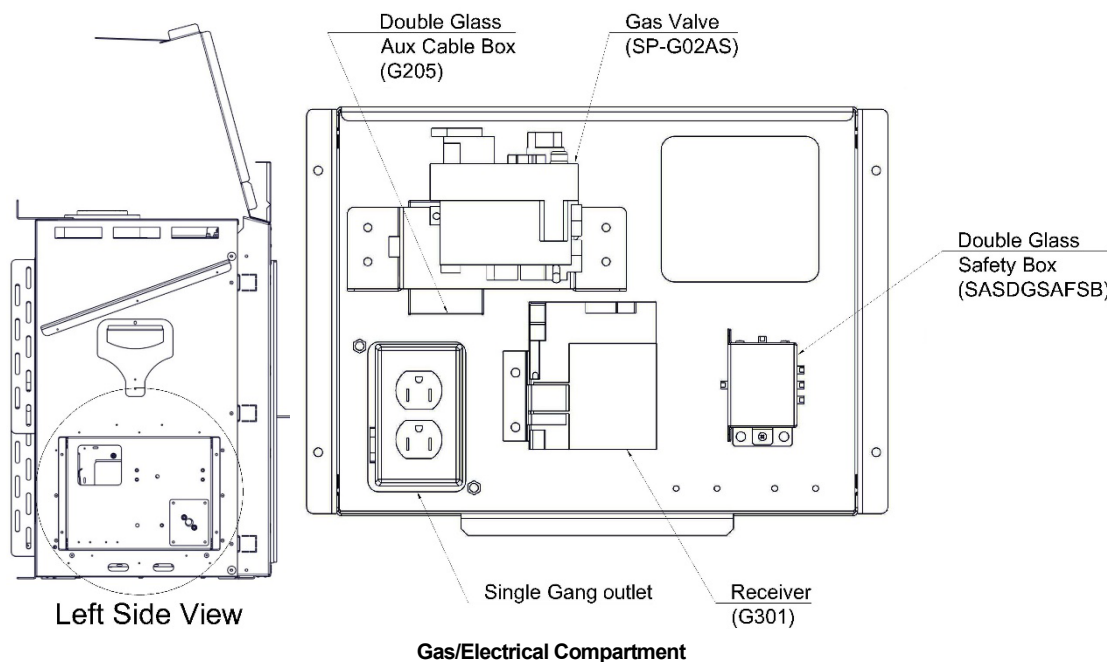 Double Glass
Aux Cable Box
(G205)
Gas Valve
(SP-G02AS)
Double Glass
Safety Box
(SASDGSAFSB)
Left Side View
Single Gang outlet
Receiver
(G301)
Gas/Electrical Compartment